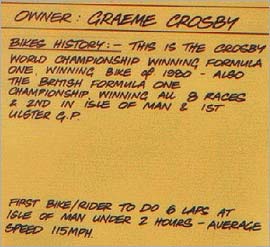 OWNER: GRAEME CROSBY
BIKES HISTORY:- THIS IS THE CROSBY
WORLD CHAMPIONSHIP WINNING FORMULA
ONE, WINNING BIKE of 1980 - ALSO
THE BRITISH FORMULA ONE
CHAMPIONSHIP WINNING ALL 8 RACES
& 2ND IN ISLE OF MAN & 1ST
ULSTER G.P.
FIRST BIKE/RIDER TO DO 6 LAPS AT
ISLE OF MAN UNDER 2 HOURS - AVERAGE
SPEED 115MPH.